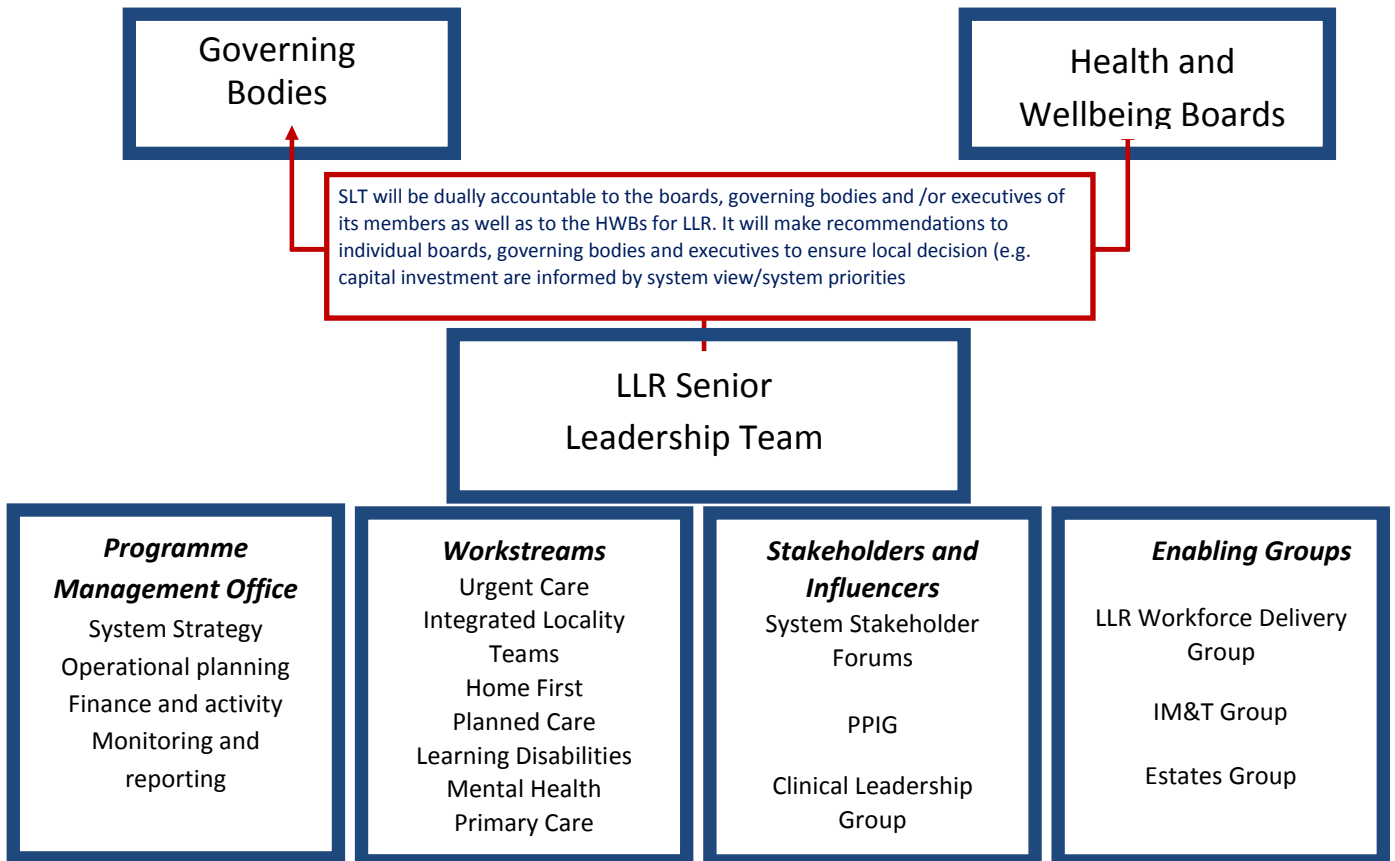 Governing
Bodies
Health and
Wellbeing Boards
SLT will be dually accountable to the boards, governing bodies and /or executives of
its members as well as to the HWBs for LLR. It will make recommendations to
individual boards, governing bodies and executives to ensure local decision (e.g.
capital investment are informed by system view/system priorities
LLR Senior
Leadership Team
Programme
Management Office
System Strategy
Operational planning
Finance and activity
Monitoring and
reporting
Workstreams
Urgent Care
Integrated Locality
Teams
Home First
Planned Care
Learning Disabilities
Mental Health
Primary Care
Stakeholders and
Influencers
System Stakeholder
Forums
PPIG
Clinical Leadership
Group
Enabling Groups
LLR Workforce Delivery
Group
IM&T Group
Estates Group